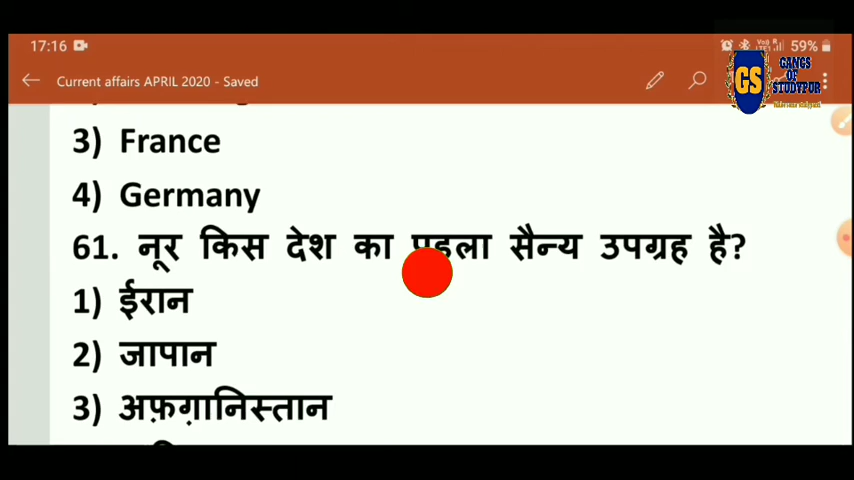 17:16
59%
Current affairs APRIL 2020 - Saved
GS
GANGS
OF
STUDYPUR
3) France
4) Germany
61. नूर किस देश का पहला सैन्य उपग्रह है?
1) ईरान
2) जापान
3) अफ़ग़ानिस्तान